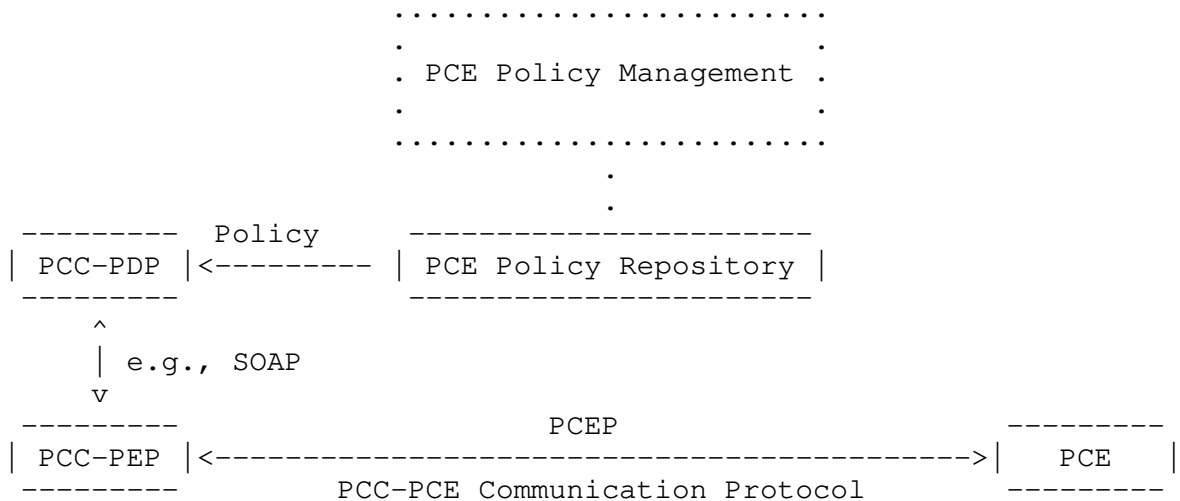 PCE Policy Management
Policy
PCC-PDP PCE Policy Repository
e.g., SOAP
PCEP
PCC-PEP PCE
PCC-PCE Communication Protocol